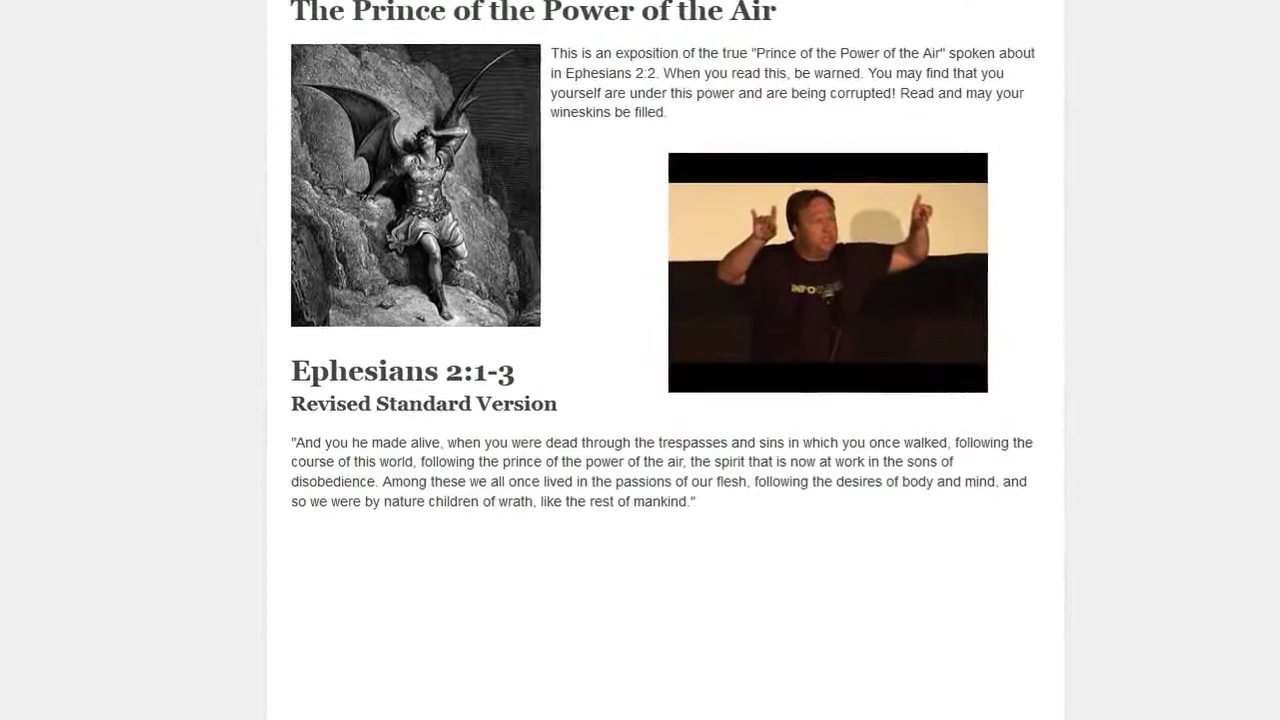 The Prince of the Power of the Air
This is an exposition of the true "Prince of the Power of the Air" spoken about
in Ephesians 2:2. When you read this, be warned. You may find that you
yourself are under this power and are being corrupted! Read and may your
wineskins be filled.
Ephesians 2:1-3
Revised Standard Version
"And you he made alive, when you were dead through the trespasses and sins in which you once walked, following the
course of this world, following the prince of the power of the air, the spirit that is now at work in the sons of
disobedience. Among these we all once lived in the passions of our flesh, following the desires of body and mind, and
so we were by nature children of wrath, like the rest of mankind."